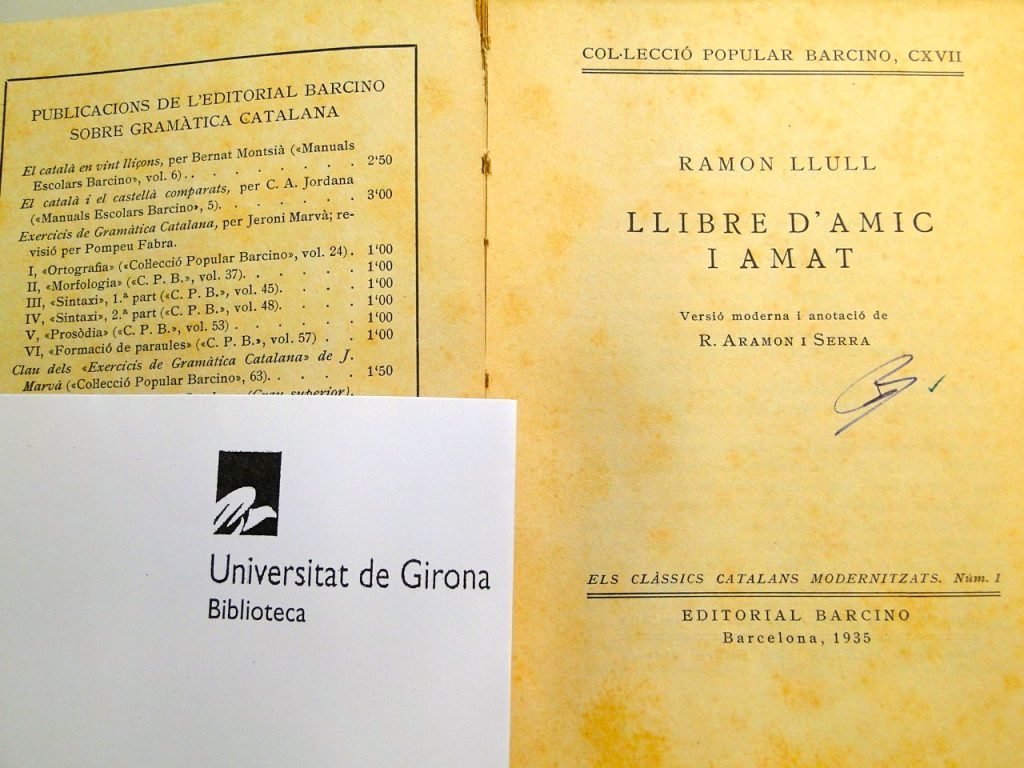 PUBLICACIONS DE L'EDITORIAL BARCINO
SOBRE GRAMÀTICA CATALANA
El català en vint lliçons, per Bernat Montsià («Manuals
Escolars Barcino», vol. 6). . . . . . . . . 2'50
El català i el castellà comparats, per C. A. Jordana
(«Manuals Escolars Barcino», 5). . . . . . . 3'00
Exercicis de Gramàtica Catalana, per Jeroni Marvà; re-
visió per Pompeu Fabra.
I, «Ortografia» («Col·lecció Popular Barcino», vol. 24) . 1'00
II, «Morfologia» («C. P. B.», vol. 37). . . . . . 1'00
III, «Sintaxi», 1.ª part («C. P. B.», vol. 45). . . . 1'00
IV, «Sintaxi», 2.ª part («C. P. B.», vol. 48). . . . 1'00
V, «Prosòdia» («C. P. B.», vol. 53) . . . . . . 1'00
VI, «Formació de paraules» («C. P. B.», vol. 57) . . 1'00
Clau dels «Exercicis de Gramàtica Catalana» de J.
Marvà («Col·lecció Popular Barcino», 63). . . . . 1'50
(Grau superior).
Universitat de Girona
Biblioteca
COL·LECCIÓ POPULAR BARCINO, CXVII
RAMON LLULL
LLIBRE D'AMIC
I AMAT
Versió moderna i anotació de
R. ARAMON I SERRA
ELS CLÀSSICS CATALANS MODERNITZATS. Núm. 1
EDITORIAL BARCINO
Barcelona, 1935